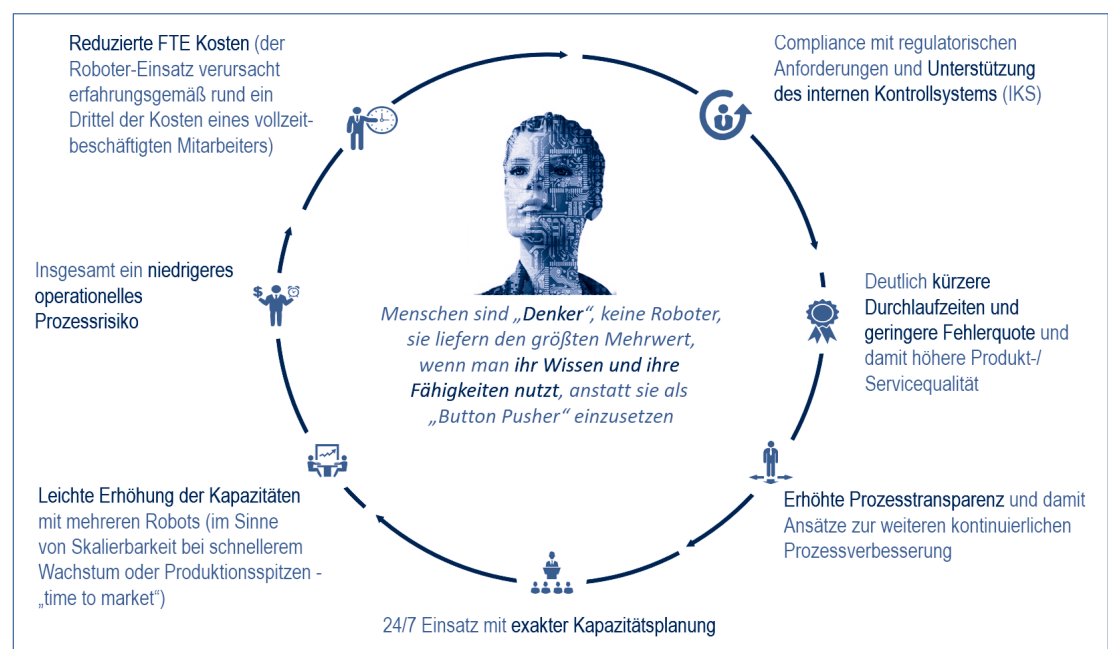 Reduzierte FTE Kosten (der
Roboter-Einsatz verursacht
erfahrungsgemäß rund ein
Drittel der Kosten eines vollzeit-
beschäftigten Mitarbeiters)
Compliance mit regulatorischen
Anforderungen und Unterstützung
des internen Kontrollsystems (IKS)
Insgesamt ein niedrigeres
operationelles
Prozessrisiko
Menschen sind „Denker“, keine Roboter,
sie liefern den größten Mehrwert,
wenn man ihr Wissen und ihre
Fähigkeiten nutzt, anstatt sie als
„Button Pusher“ einzusetzen
Deutlich kürzere
Durchlaufzeiten und
geringere Fehlerquote und
damit höhere Produkt-/
Servicequalität
Leichte Erhöhung der Kapazitäten
mit mehreren Robots (im Sinne
von Skalierbarkeit bei schnellerem
Wachstum oder Produktionsspitzen -
„time to market“)
Erhöhte Prozesstransparenz und damit
Ansätze zur weiteren kontinuierlichen
Prozessverbesserung
24/7 Einsatz mit exakter Kapazitätsplanung